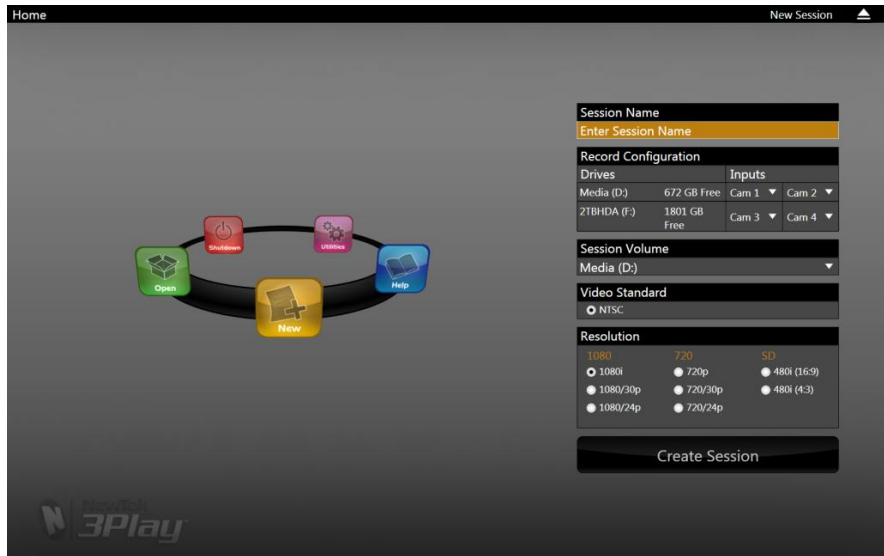 Home
New Session
Session Name
Enter Session Name
Record Configuration
Drives Inputs
Media (D:) 672 GB Free Cam 1 Cam 2
2TBHDA (F:) 1801 GB Free Cam 3 Cam 4
Session Volume
Media (D:)
Video Standard
NTSC
Resolution
1080 720 SD
1080i 720p 480i (16:9)
1080/30p 720/30p 480i (4:3)
1080/24p 720/24p
Create Session
Shutdown
Utilities
Open
Help
New
N NewTek
3Play